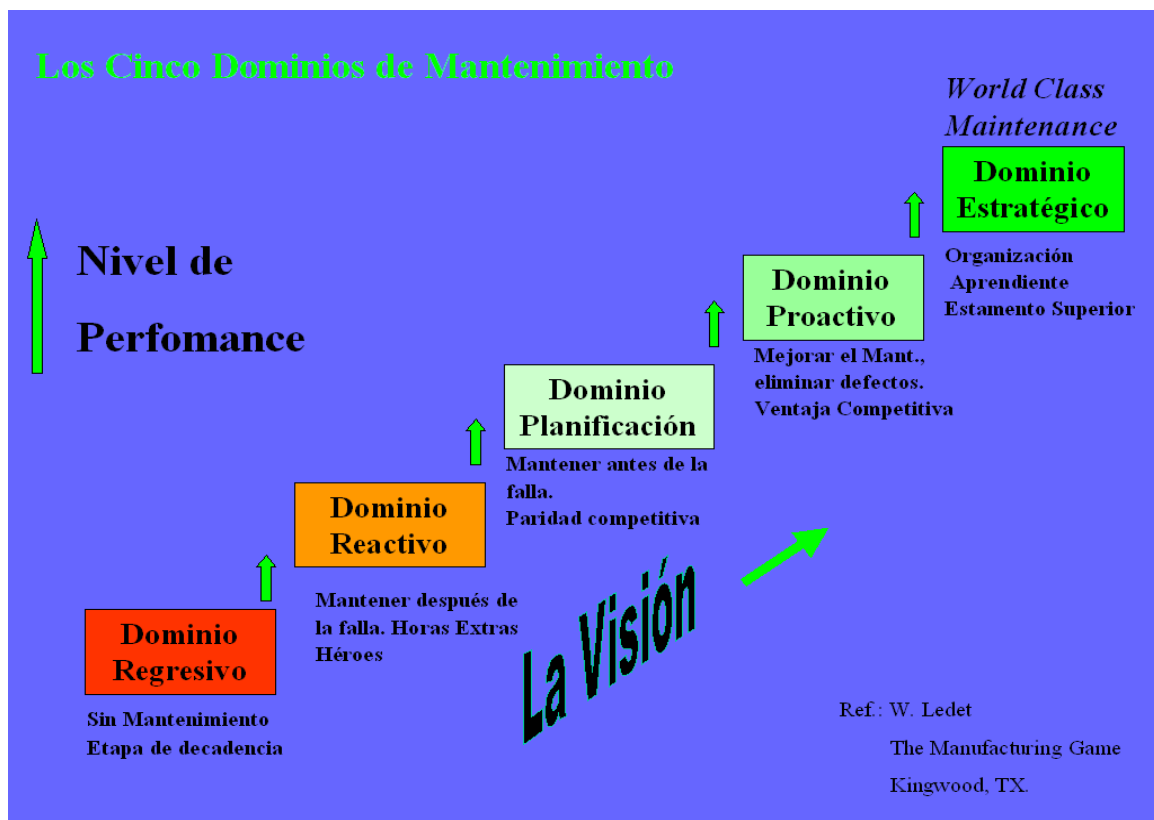 Los Cinco Dominios de Mantenimiento
World Class
Maintenance
Dominio
Estratégico
Organización
Aprendiente
Estamento Superior
Nivel de
Perfomance
Dominio
Proactivo
Mejorar el Mant.,
eliminar defectos.
Ventaja Competitiva
Dominio
Planificación
Mantener antes de la
falla.
Paridad competitiva
Dominio
Reactivo
Mantener después de
la falla. Horas Extras
Héroes
Dominio
Regresivo
Sin Mantenimiento
Etapa de decadencia
La Visión
Ref.: W. Ledet
The Manufacturing Game
Kingwood, TX.